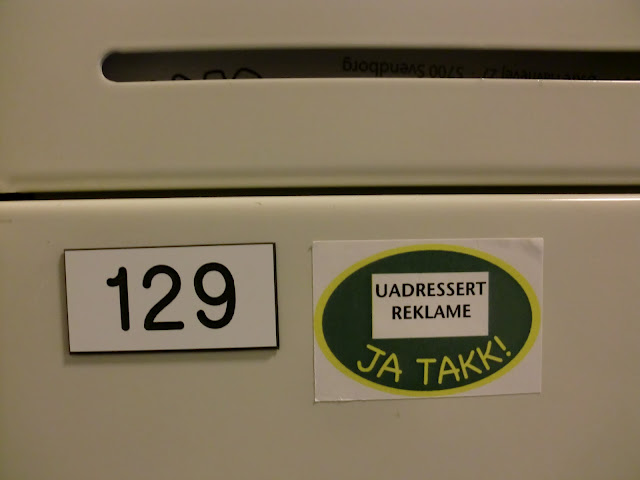 5700 Svendborg
129
UADRESSERT
REKLAME
JA TAKK!